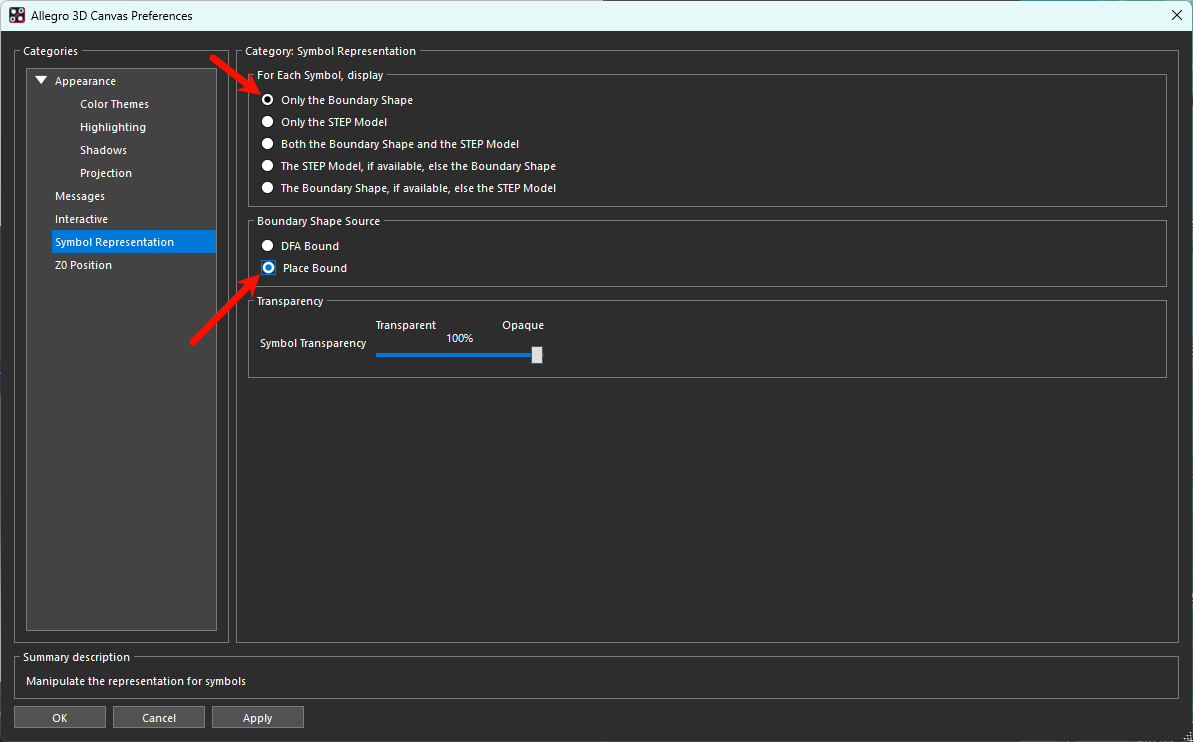 Allegro 3D Canvas Preferences
Categories
Appearance
Color Themes
Highlighting
Shadows
Projection
Messages
Interactive
Symbol Representation
Z0 Position
Category: Symbol Representation
For Each Symbol, display
Only the Boundary Shape
Only the STEP Model
Both the Boundary Shape and the STEP Model
The STEP Model, if available, else the Boundary Shape
The Boundary Shape, if available, else the STEP Model
Boundary Shape Source
DFA Bound
Place Bound
Transparency
Transparent Opaque
100%
Symbol Transparency
Summary description
Manipulate the representation for symbols
OK Cancel Apply